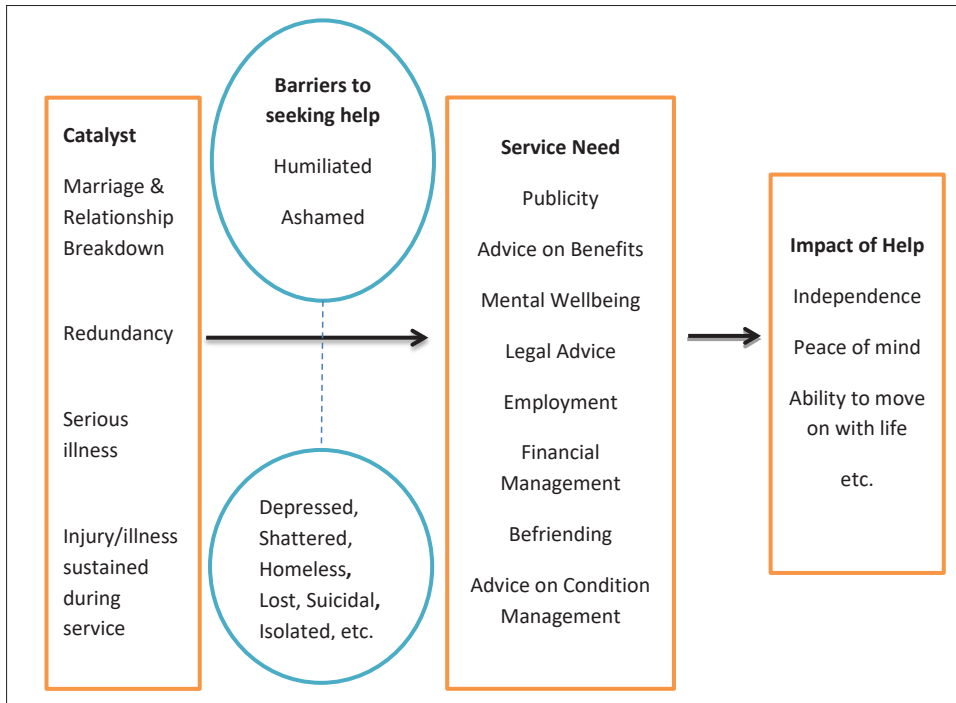 Catalyst
Marriage &
Relationship
Breakdown
Redundancy
Serious
illness
Injury/illness
sustained
during
service
Barriers to
seeking help
Humiliated
Ashamed
Depressed,
Shattered,
Homeless,
Lost, Suicidal,
Isolated, etc.
Service Need
Publicity
Advice on Benefits
Mental Wellbeing
Legal Advice
Employment
Financial
Management
Befriending
Advice on Condition
Management
Impact of Help
Independence
Peace of mind
Ability to move
on with life
etc.